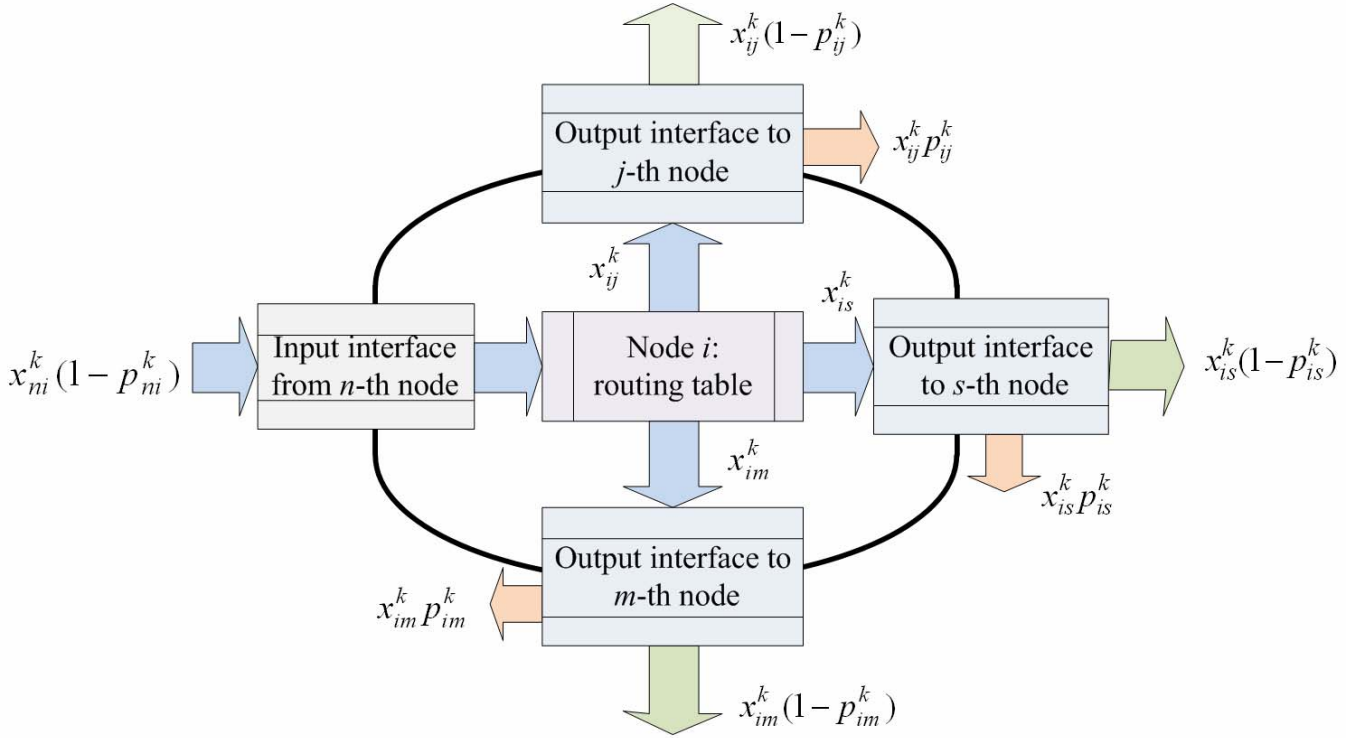 x_{ij}^{k}(1 − p_{ij}^{k})
Output interface to
j-th node
x_{ij}^{k} p_{ij}^{k}
x_{ij}^{k}
x_{is}^{k}
x_{ni}^{k}(1 − p_{ni}^{k})
Input interface
from n-th node
Node i:
routing table
Output interface
to s-th node
x_{is}^{k}(1 − p_{is}^{k})
x_{im}^{k}
x_{is}^{k} p_{is}^{k}
Output interface to
m-th node
x_{im}^{k} p_{im}^{k}
x_{im}^{k}(1 − p_{im}^{k})